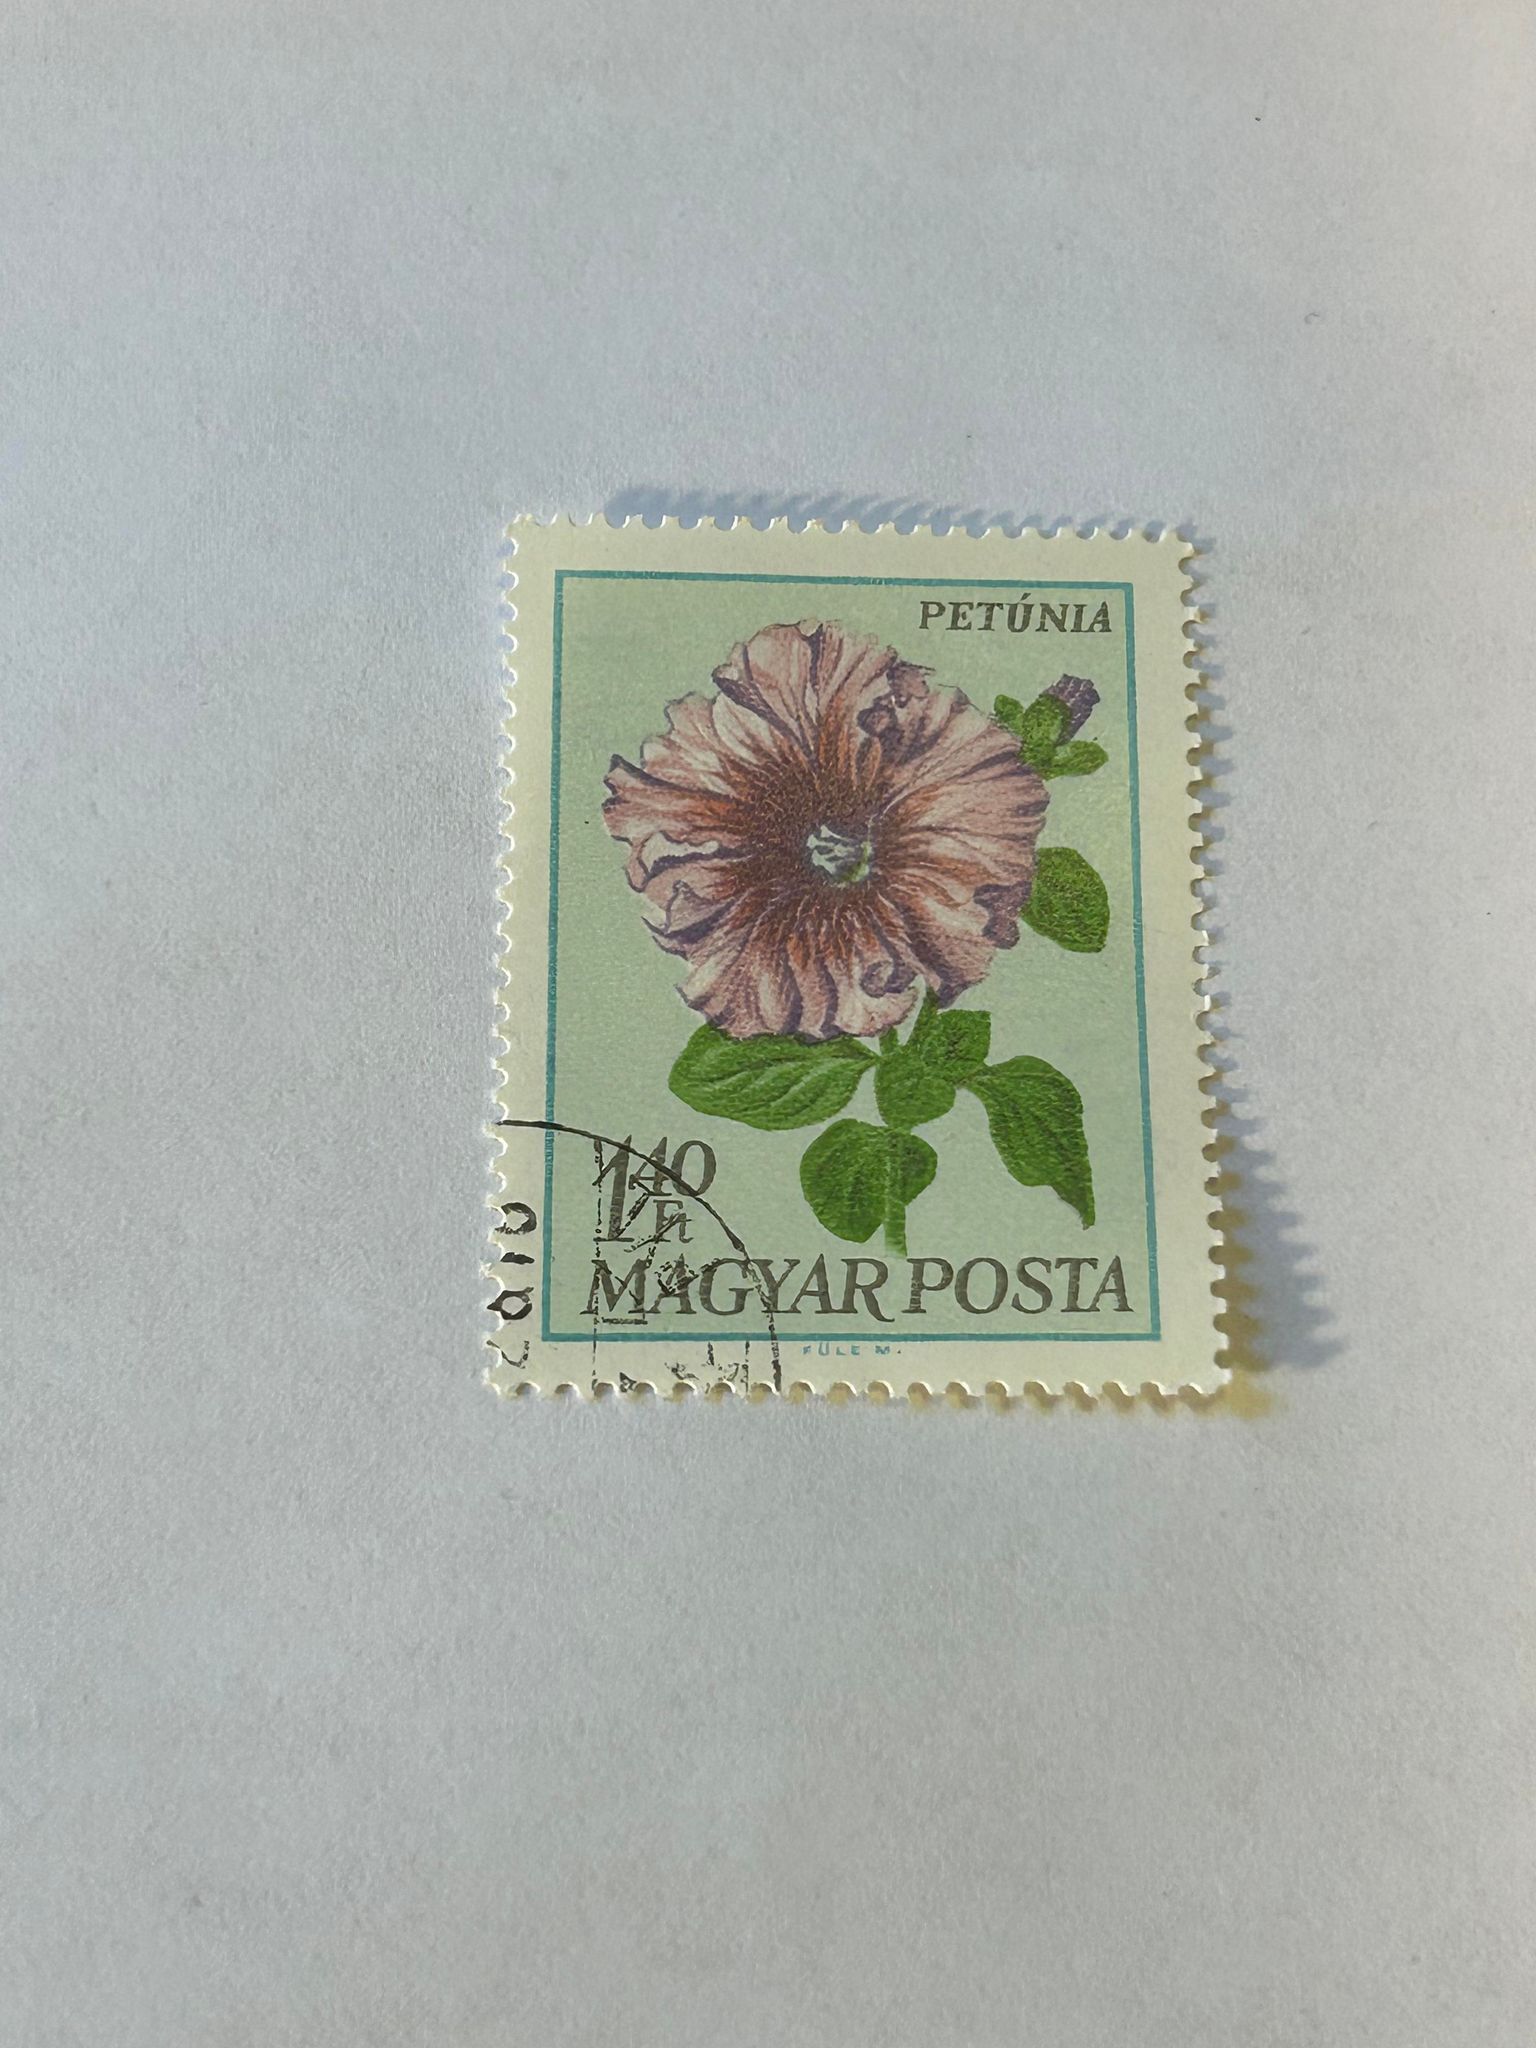 PETÚNIA
1 40
Ft
MAGYAR POSTA
FÜLE M.